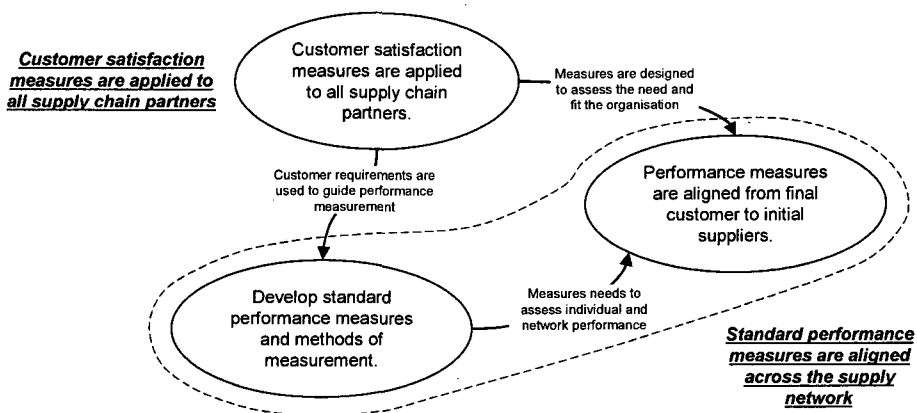 Customer satisfaction
measures are applied to
all supply chain partners
Customer satisfaction
measures are applied
to all supply chain
partners.
Measures are designed
to assess the need and
fit the organisation
Customer requirements are
used to guide performance
measurement
Performance measures
are aligned from final
customer to initial
suppliers.
Develop standard
performance measures
and methods of
measurement.
Measures needs to
assess individual and
network performance
Standard performance
measures are aligned
across the supply
network